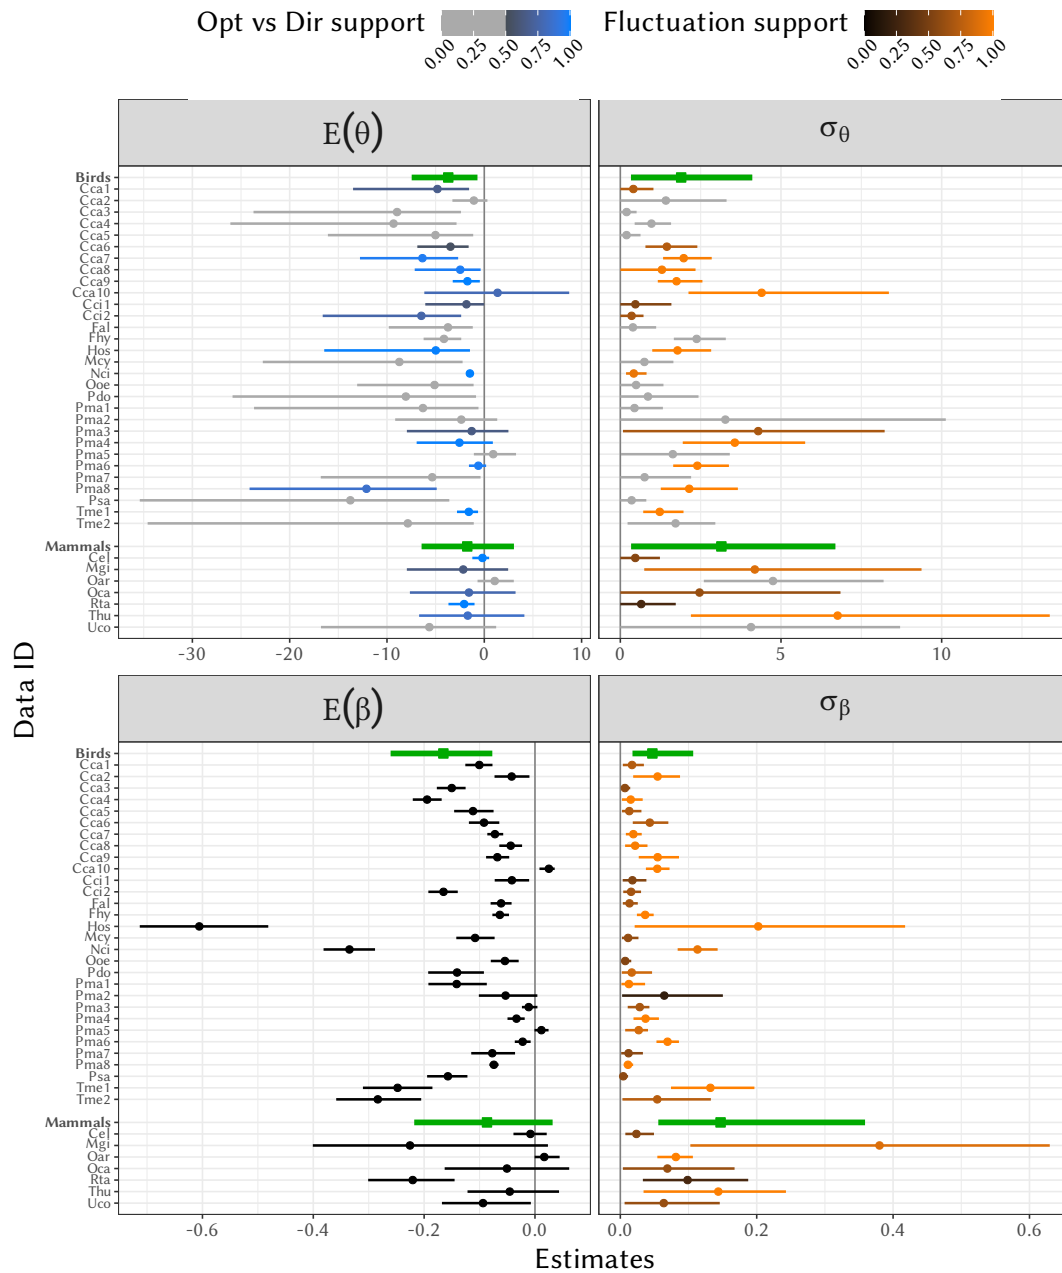 Opt vs Dir support
0.00 0.25 0.50 0.75 1.00
Fluctuation support
0.00 0.25 0.50 0.75 1.00
E(θ)
σθ
Birds
Cca1
Cca2
Cca3
Cca4
Cca5
Cca6
Cca7
Cca8
Cca9
Cca10
Cci1
Cci2
Fal
Fhy
Hos
Mcy
Nci
Ooe
Pdo
Pma1
Pma2
Pma3
Pma4
Pma5
Pma6
Pma7
Pma8
Psa
Tme1
Tme2
Mammals
Cel
Mgi
Oar
Oca
Rta
Thu
Uco
-30 -20 -10 0 10
0 5 10
Data ID
E(β)
σβ
Birds
Cca1
Cca2
Cca3
Cca4
Cca5
Cca6
Cca7
Cca8
Cca9
Cca10
Cci1
Cci2
Fal
Fhy
Hos
Mcy
Nci
Ooe
Pdo
Pma1
Pma2
Pma3
Pma4
Pma5
Pma6
Pma7
Pma8
Psa
Tme1
Tme2
Mammals
Cel
Mgi
Oar
Oca
Rta
Thu
Uco
-0.6 -0.4 -0.2 0.0
0.0 0.2 0.4 0.6
Estimates